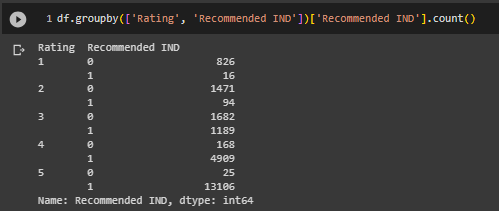 1 df.groupby(['Rating', 'Recommended IND'])['Recommended IND'].count()
Rating  Recommended IND
1       0                    826
        1                     16
2       0                   1471
        1                     94
3       0                   1682
        1                   1189
4       0                    168
        1                   4909
5       0                     25
        1                  13106
Name: Recommended IND, dtype: int64